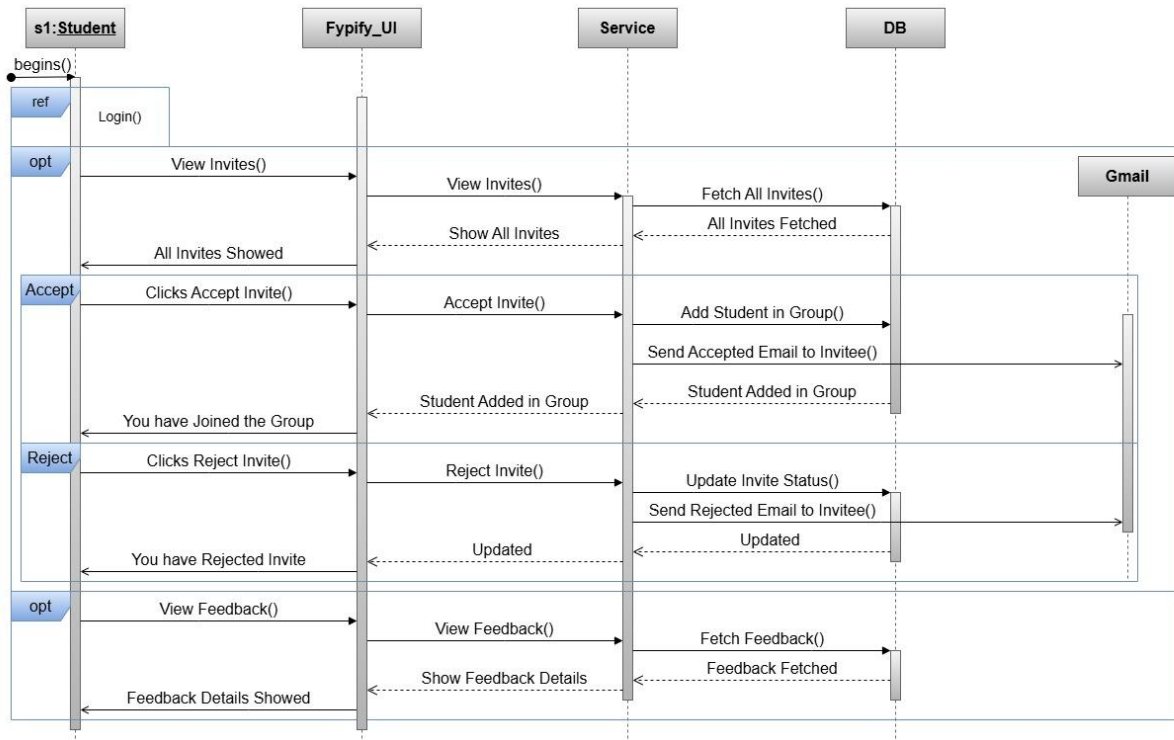 s1:Student
Fypify_UI
Service
DB
begins()
ref
Login()
opt
View Invites()
Gmail
View Invites()
Fetch All Invites()
All Invites Fetched
Show All Invites
All Invites Showed
Accept
Clicks Accept Invite()
Accept Invite()
Add Student in Group()
Send Accepted Email to Invitee()
Student Added in Group
Student Added in Group
You have Joined the Group
Reject
Clicks Reject Invite()
Reject Invite()
Update Invite Status()
Send Rejected Email to Invitee()
Updated
Updated
You have Rejected Invite
opt
View Feedback()
View Feedback()
Fetch Feedback()
Feedback Fetched
Show Feedback Details
Feedback Details Showed